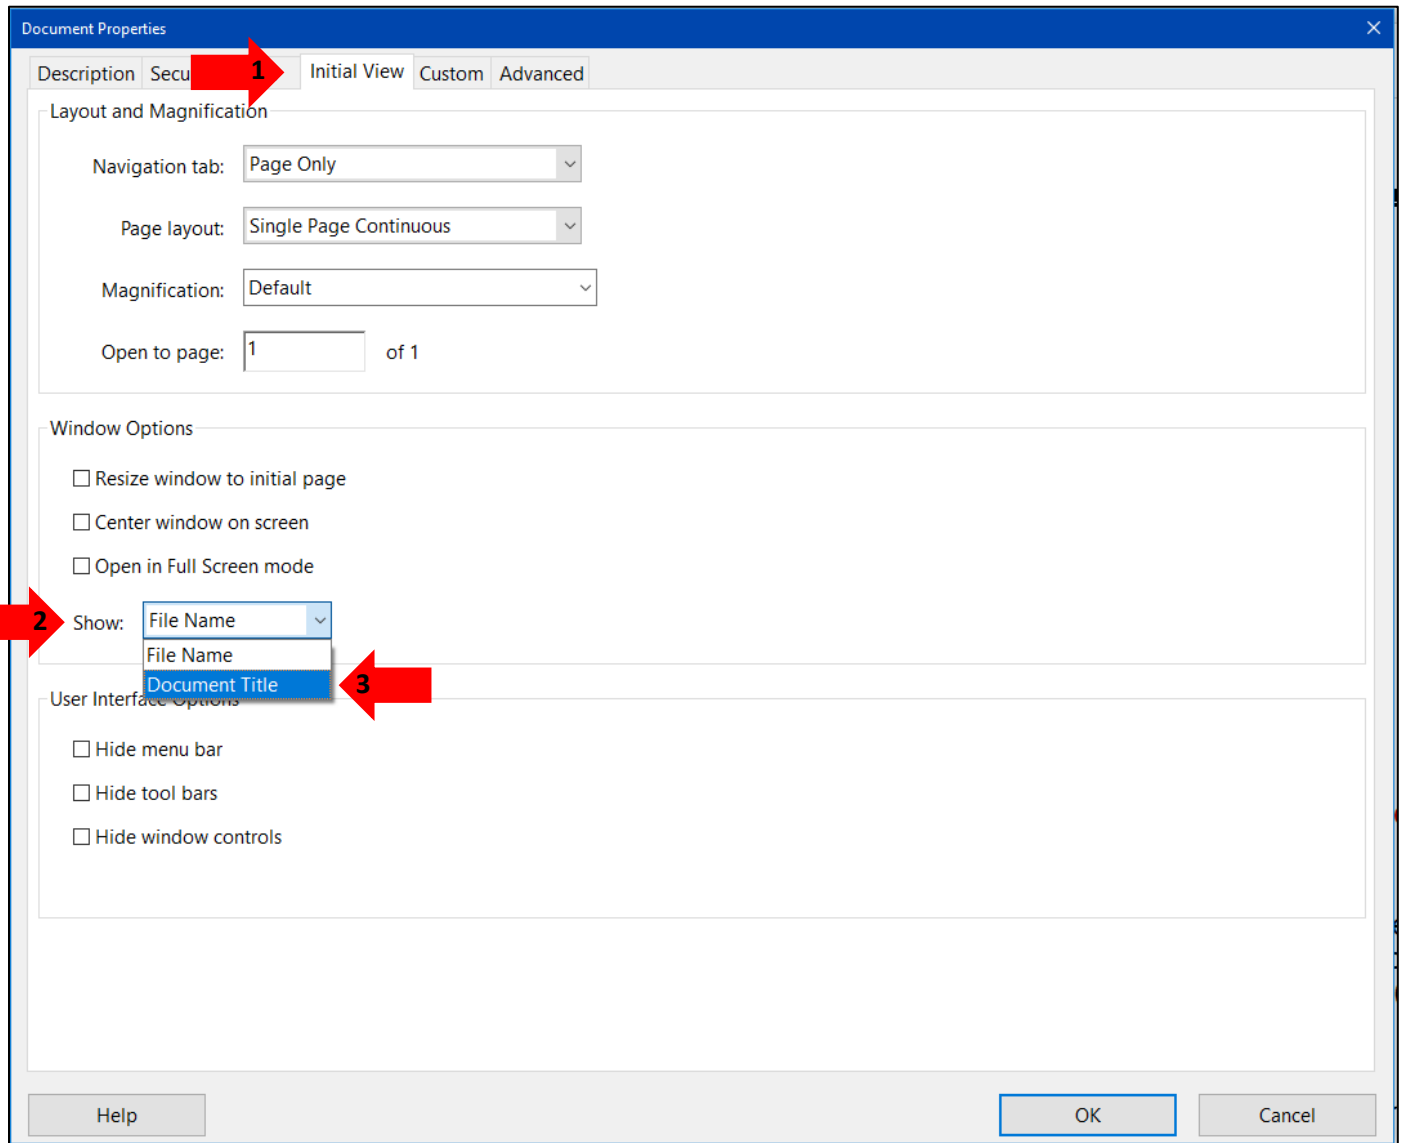 Document Properties
Description Secu 1 Initial View Custom Advanced
Layout and Magnification
Navigation tab: Page Only
Page layout: Single Page Continuous
Magnification: Default
Open to page: 1 of 1
Window Options
Resize window to initial page
Center window on screen
Open in Full Screen mode
2 Show: File Name
File Name
Document Title 3
User Interface Options
Hide menu bar
Hide tool bars
Hide window controls
Help OK Cancel